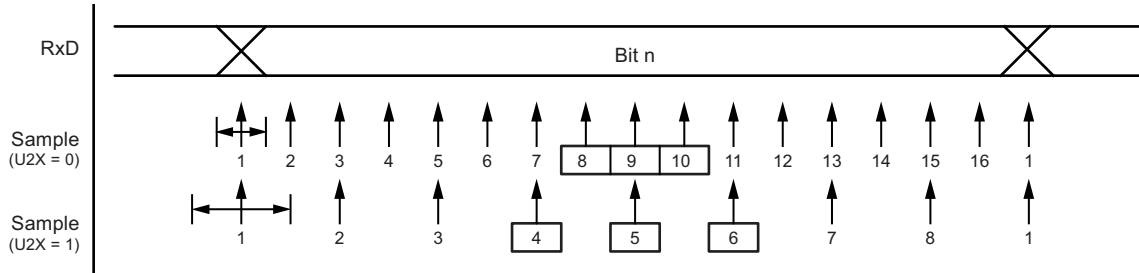 RxD Bit n
Sample
(U2X = 0) 1 2 3 4 5 6 7 8 9 10 11 12 13 14 15 16 1
Sample
(U2X = 1) 1 2 3 4 5 6 7 8 1